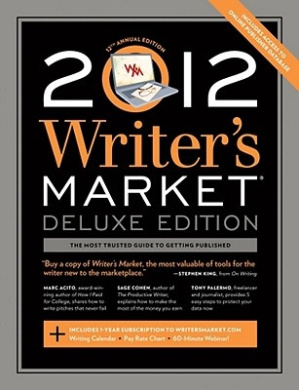 INCLUDES ACCESS TO
ONLINE PUBLISHER DATABASE
12TH ANNUAL EDITION
WM
2012
Writer's
MARKET®
DELUXE EDITION
THE MOST TRUSTED GUIDE TO GETTING PUBLISHED
"Buy a copy of Writer's Market, the most valuable of tools for the
writer new to the marketplace." —STEPHEN KING, from On Writing
MARC ACITO, award-win-
ning author of How I Paid
for College, shares how to
write pitches that never fail
SAGE COHEN, author of
The Productive Writer,
explains how to make the
most of the money you earn
TONY PALERMO, freelancer
and journalist, provides 5
easy steps to protect your
data now
+ INCLUDES 1-YEAR SUBSCRIPTION TO WRITERSMARKET.COM
Writing Calendar • Pay Rate Chart • 60-Minute Webinar!